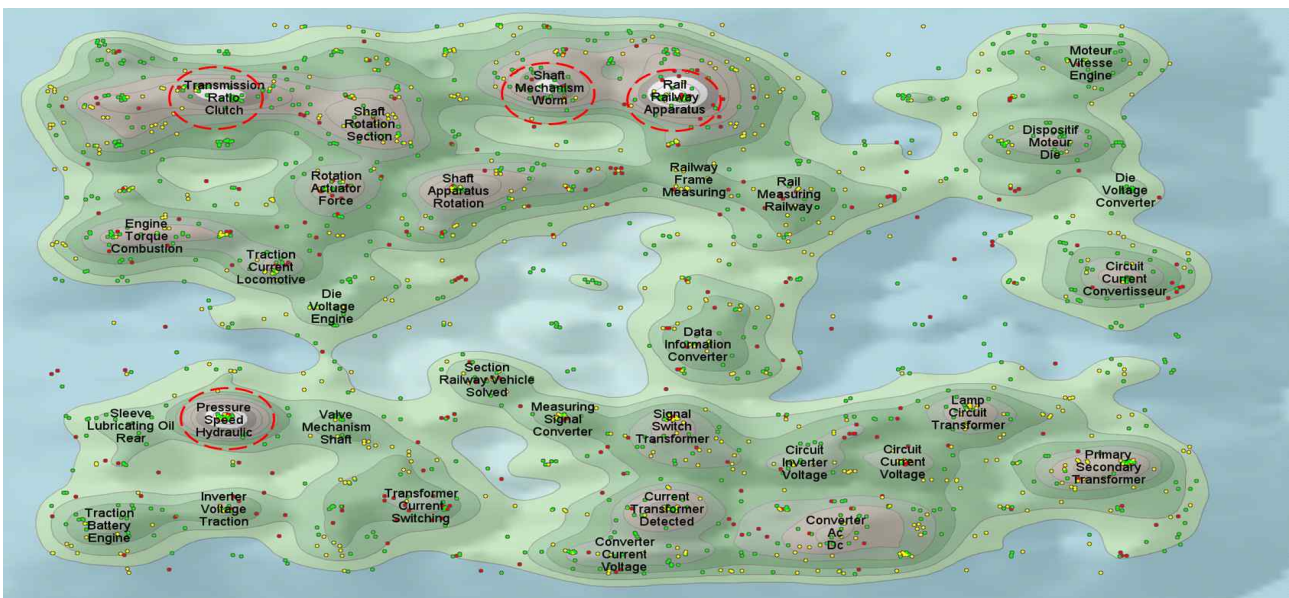 Moteur
Vitesse
Engine
Transmission
Ratio
Clutch
Shaft
Mechanism
Worm
Rail
Railway
Apparatus
Shaft
Rotation
Section
Dispositif
Moteur
Die
Rotation
Actuator
Force
Shaft
Apparatus
Rotation
Railway
Frame
Measuring
Rail
Measuring
Railway
Die
Voltage
Converter
Engine
Torque
Combustion
Traction
Current
Locomotive
Circuit
Current
Convertisseur
Die
Voltage
Engine
Data
Information
Converter
Section
Railway Vehicle
Solved
Sleeve
Lubricating Oil
Rear
Pressure
Speed
Hydraulic
Valve
Mechanism
Shaft
Measuring
Signal
Converter
Signal
Switch
Transformer
Lamp
Circuit
Transformer
Circuit
Inverter
Voltage
Circuit
Current
Voltage
Primary
Secondary
Transformer
Traction
Battery
Engine
Inverter
Voltage
Traction
Transformer
Current
Switching
Current
Transformer
Detected
Converter
Ac
Dc
Converter
Current
Voltage